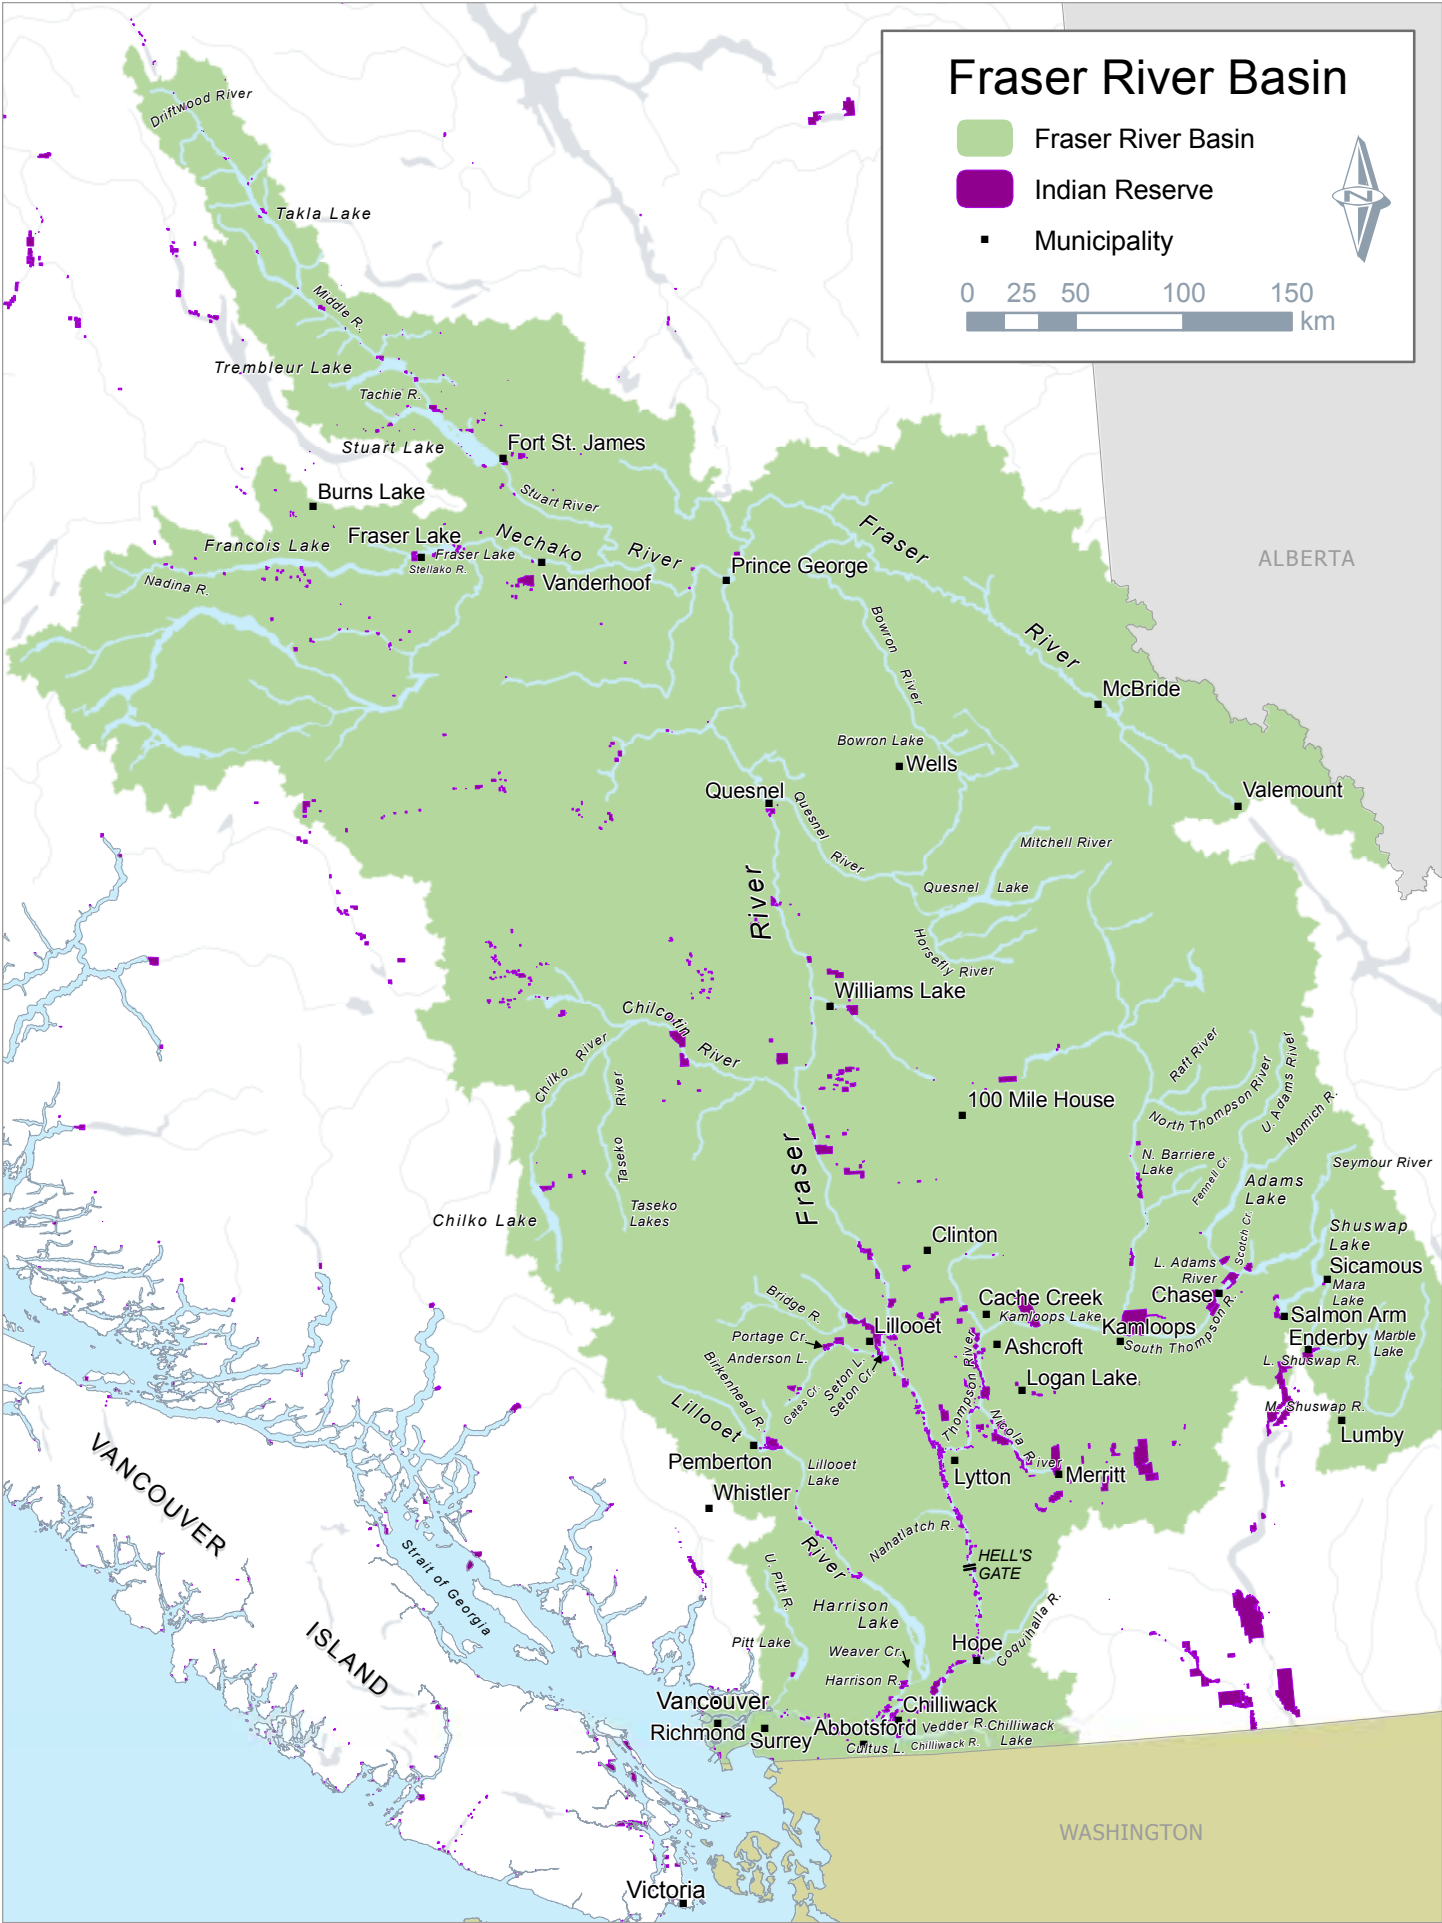 Fraser River Basin
Fraser River Basin
Indian Reserve
Municipality
N
0 25 50 100 150
km
Driftwood River
Takla Lake
Middle R.
Trembleur Lake
Tachie R.
Stuart Lake
Fort St. James
Burns Lake
Stuart River
Fraser Lake
Nechako River
Francois Lake
Fraser Lake
Stellako R.
Nadina R.
Vanderhoof
Prince George
Fraser River
ALBERTA
Bowron River
McBride
Bowron Lake
Wells
Quesnel
Valemount
Quesnel River
Mitchell River
Quesnel Lake
River
Horsefly River
Williams Lake
Chilcotin River
Chilko River
Taseko River
100 Mile House
Raft River
North Thompson River
U. Adams River
Momich R.
N. Barriere
Lake
Fennell Cr.
Seymour River
Adams
Lake
Fraser
Taseko
Lakes
Chilko Lake
Scotch Cr.
Shuswap
Lake
Clinton
L. Adams
River
Sicamous
Mara
Lake
Chase
Bridge R.
Cache Creek
Kamloops Lake
Salmon Arm
Kamloops
Lillooet
Portage Cr.
Enderby
Marble
Lake
Ashcroft
South Thompson R.
Anderson L.
L. Shuswap R.
Birkenhead R.
Seton L.
Seton Cr.
Gates Cr.
Thompson River
Logan Lake
M. Shuswap R.
Lillooet
Nicola River
Lumby
Pemberton
Lillooet
Lake
Lytton
Merritt
Whistler
VANCOUVER
Nahatlatch R.
River
HELL'S
GATE
Strait of Georgia
U. Pitt R.
Harrison
Lake
ISLAND
Pitt Lake
Weaver Cr.
Hope
Coquihalla R.
Harrison R.
Vancouver
Chilliwack
Richmond
Surrey
Abbotsford
Vedder R.
Chilliwack
Lake
Cultus L.
Chilliwack R.
WASHINGTON
Victoria